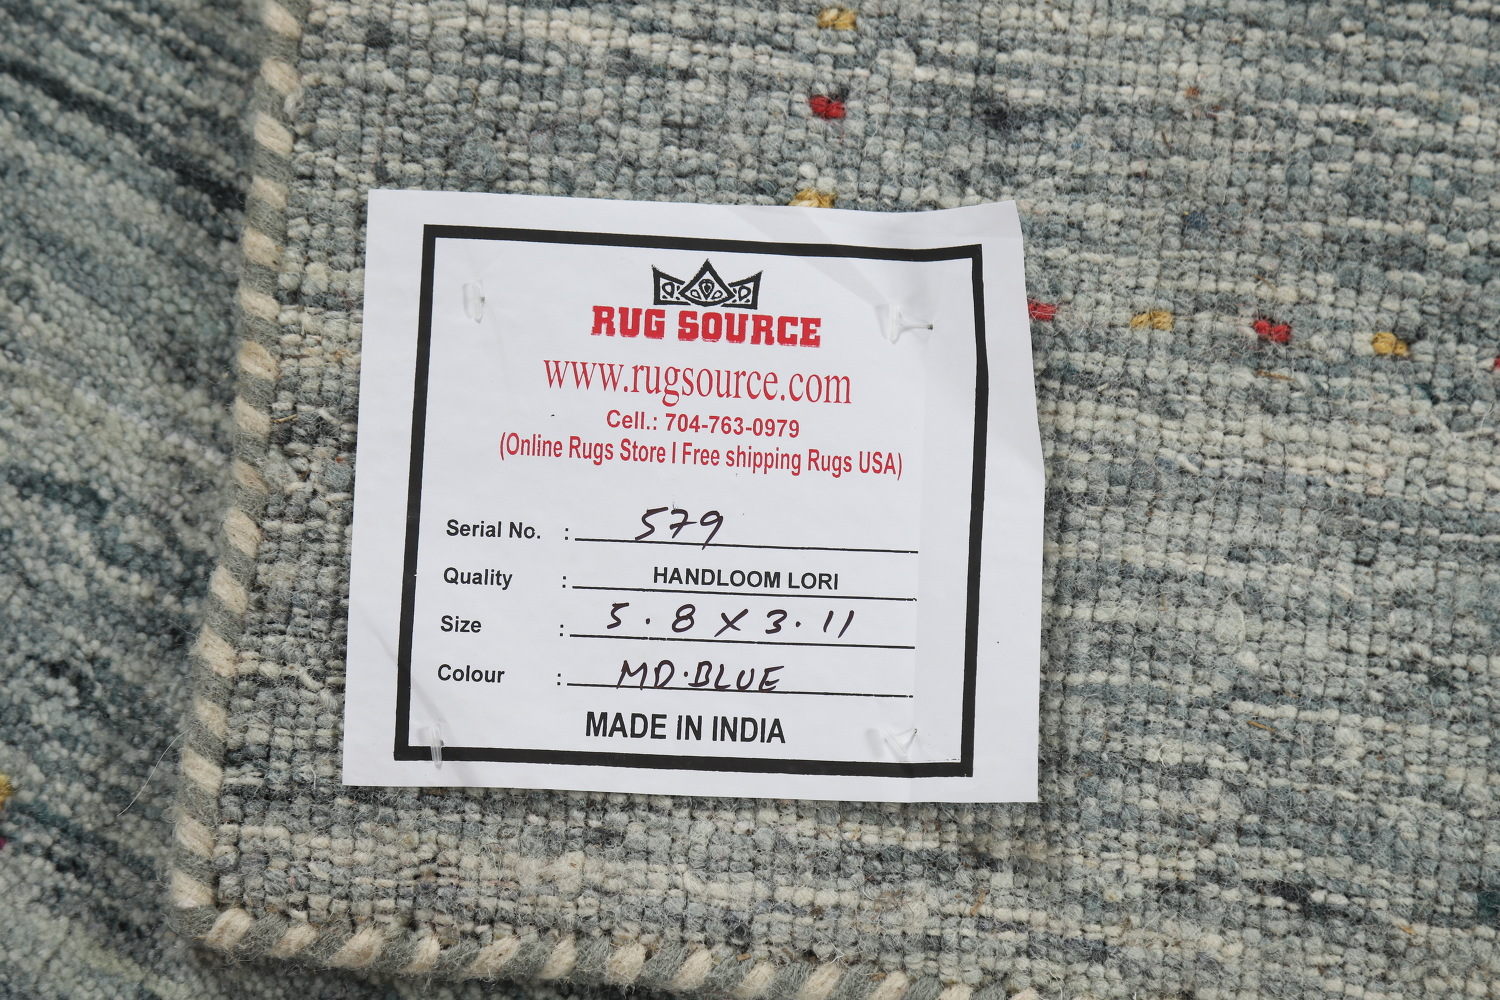 RUG SOURCE
www.rugsource.com
Cell.: 704-763-0979
(Online Rugs Store I Free shipping Rugs USA)
Serial No. : 579
Quality : HANDLOOM LORI
Size : 5.8 X 3.11
Colour : MD.BLUE
MADE IN INDIA